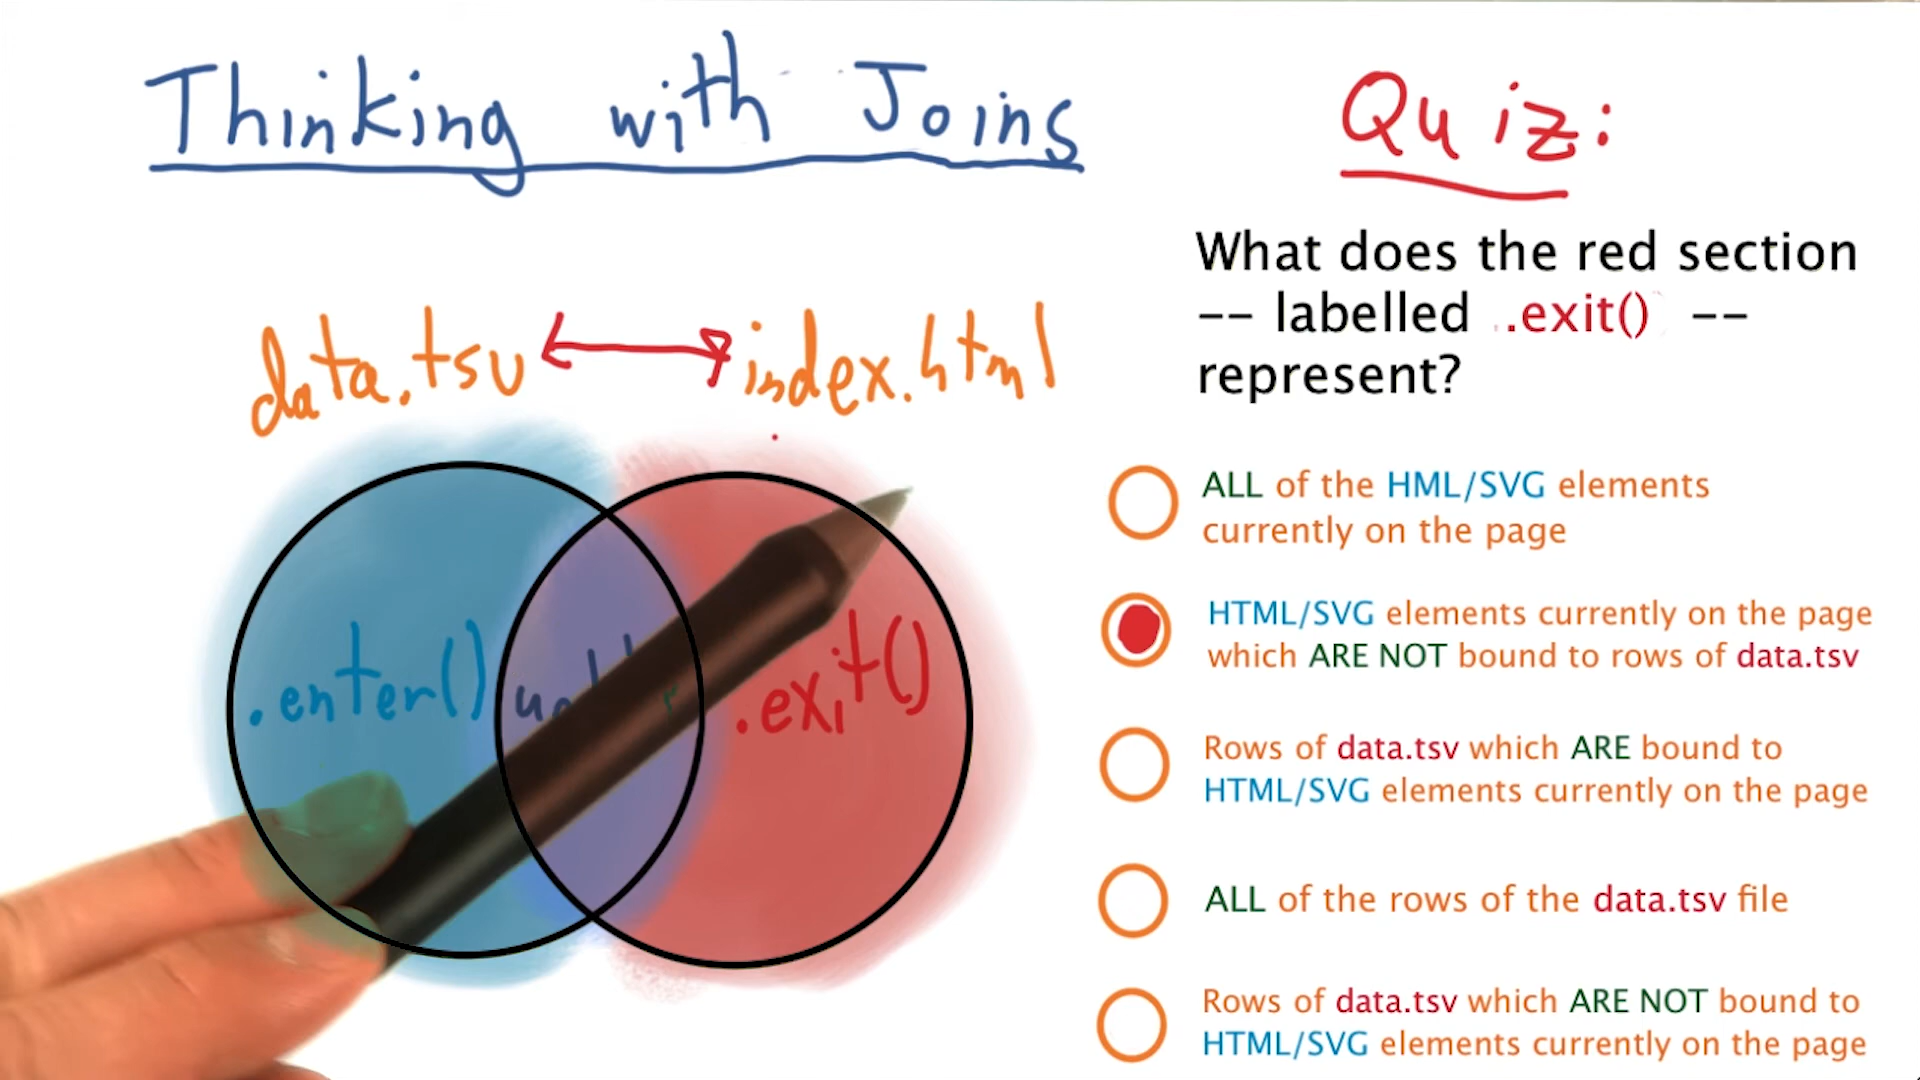 Thinking with Joins
Quiz:
What does the red section
-- labelled .exit() --
represent?
data.tsv
index.html
.enter()
.exit()
ALL of the HML/SVG elements
currently on the page
HTML/SVG elements currently on the page
which ARE NOT bound to rows of data.tsv
Rows of data.tsv which ARE bound to
HTML/SVG elements currently on the page
ALL of the rows of the data.tsv file
Rows of data.tsv which ARE NOT bound to
HTML/SVG elements currently on the page